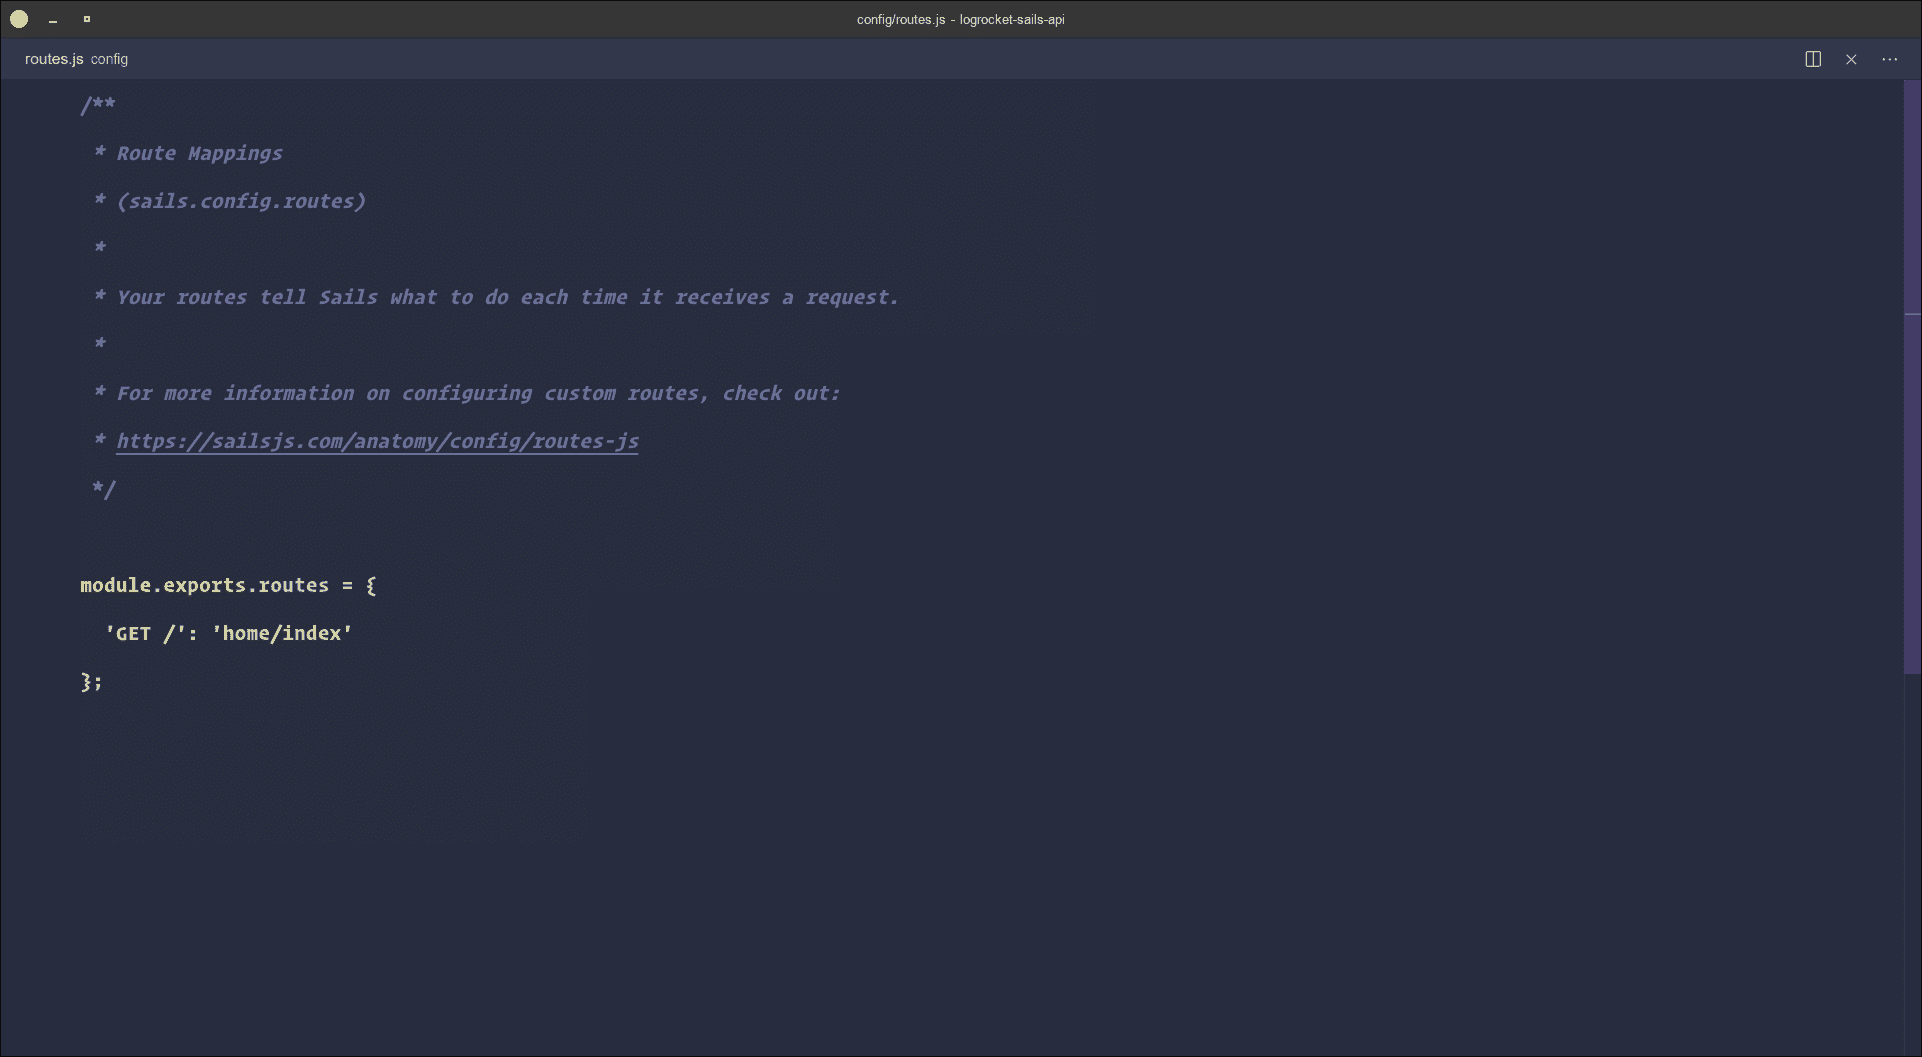 config/routes.js - logrocket-sails-api
routes.js config
/**
* Route Mappings
* (sails.config.routes)
*
* Your routes tell Sails what to do each time it receives a request.
*
* For more information on configuring custom routes, check out:
* https://sailsjs.com/anatomy/config/routes-js
*/
module.exports.routes = {
'GET /': 'home/index'
};